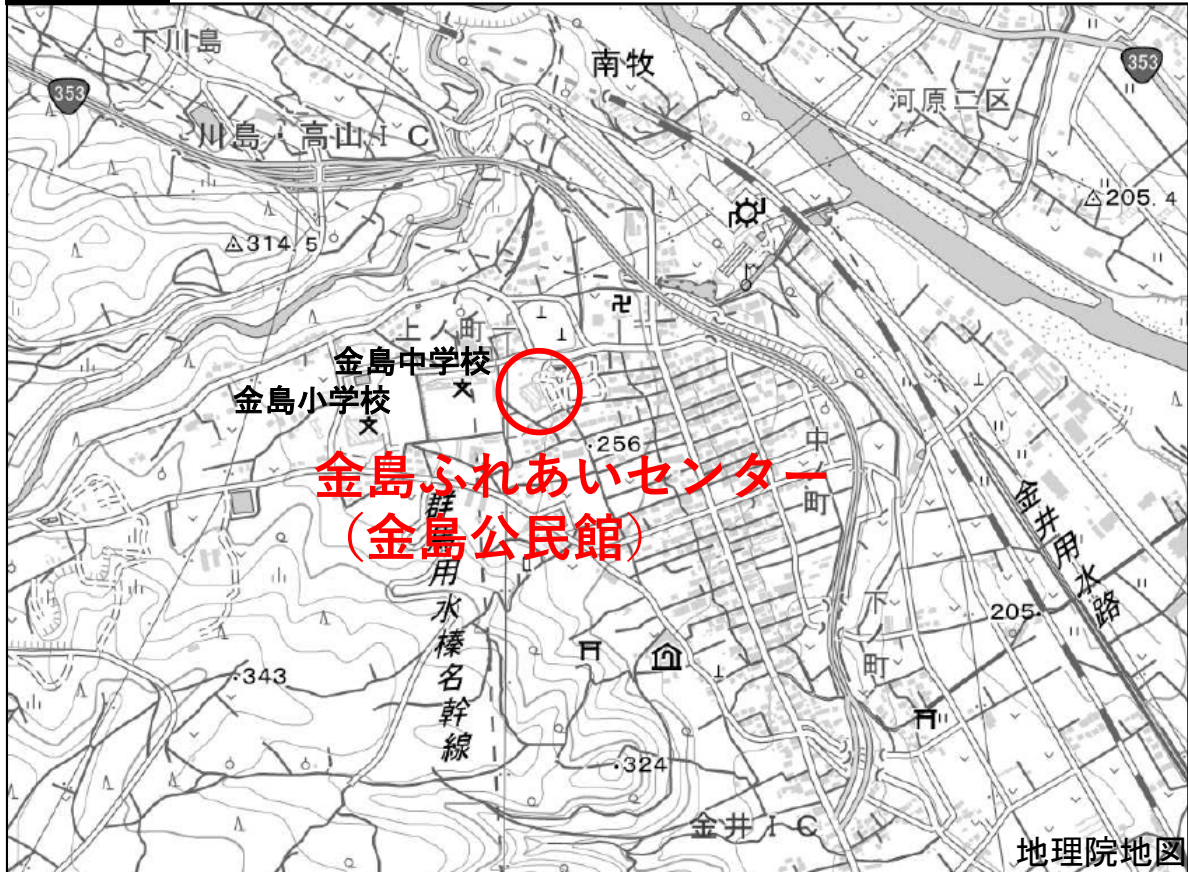 下川島
353
南牧
353
河原二区
川島・高山IC
205.4
314.5
上人町一
金島中学校
金島小学校
256
中町
金島ふれあいセンター
(金島公民館)
群馬用水榛名幹線
金井用水路
下町
205
343
324
金井IC
地理院地図